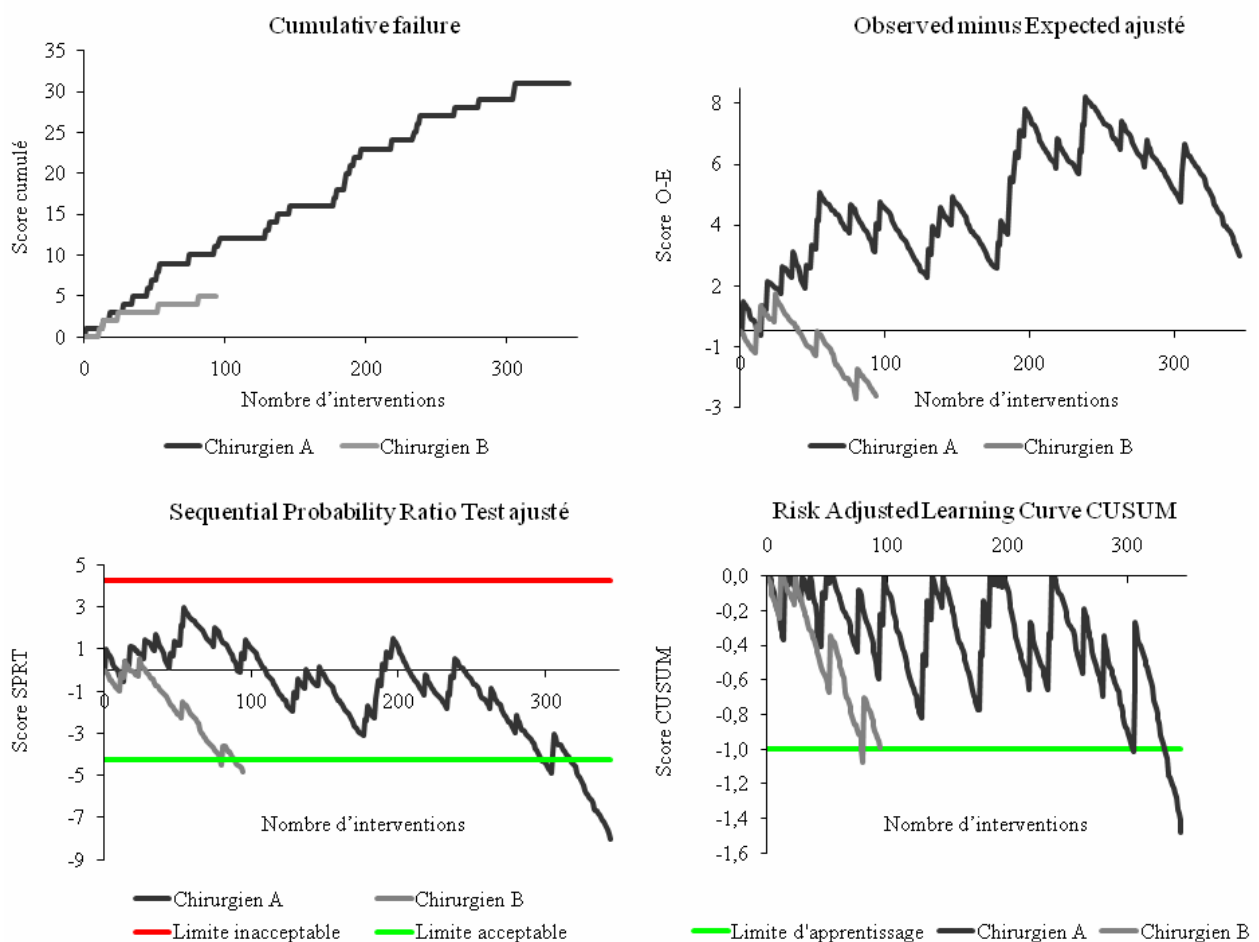 Cumulative failure
35
30
25
20
15
10
5
0
Score cumulé
0 100 200 300
Nombre d'interventions
Chirurgien A Chirurgien B
Observed minus Expected ajusté
8
6
4
2
-1
-3
Score O-E
0 100 200 300
Nombre d'interventions
Chirurgien A Chirurgien B
Sequential Probability Ratio Test ajusté
5
3
1
-1
-3
-5
-7
-9
Score SPRT
0 100 200 300
Nombre d'interventions
Chirurgien A Chirurgien B
Limite inacceptable Limite acceptable
Risk Adjusted Learning Curve CUSUM
0 100 200 300
0,0
-0,2
-0,4
-0,6
-0,8
-1,0
-1,2
-1,4
-1,6
Score CUSUM
Nombre d'interventions
Limite d'apprentissage Chirurgien A Chirurgien B